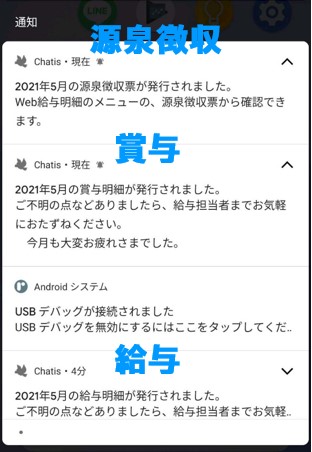 LINE
通知
源泉徴収
Chatis・現在
2021年5月の源泉徴収票が発行されました。
Web給与明細のメニューの、源泉徴収票から確認でき
ます。
賞与
Chatis・現在
2021年5月の賞与明細が発行されました。
ご不明の点などありましたら、給与担当者までお気軽
におたずねください。
今月も大変お疲れさまでした。
Android システム
USB デバッグが接続されました
USB デバッグを無効にするにはここをタップしてくだ..
給与
Chatis・4分
2021年5月の給与明細が発行されました。
ご不明の点などありましたら、給与担当者までお気軽..